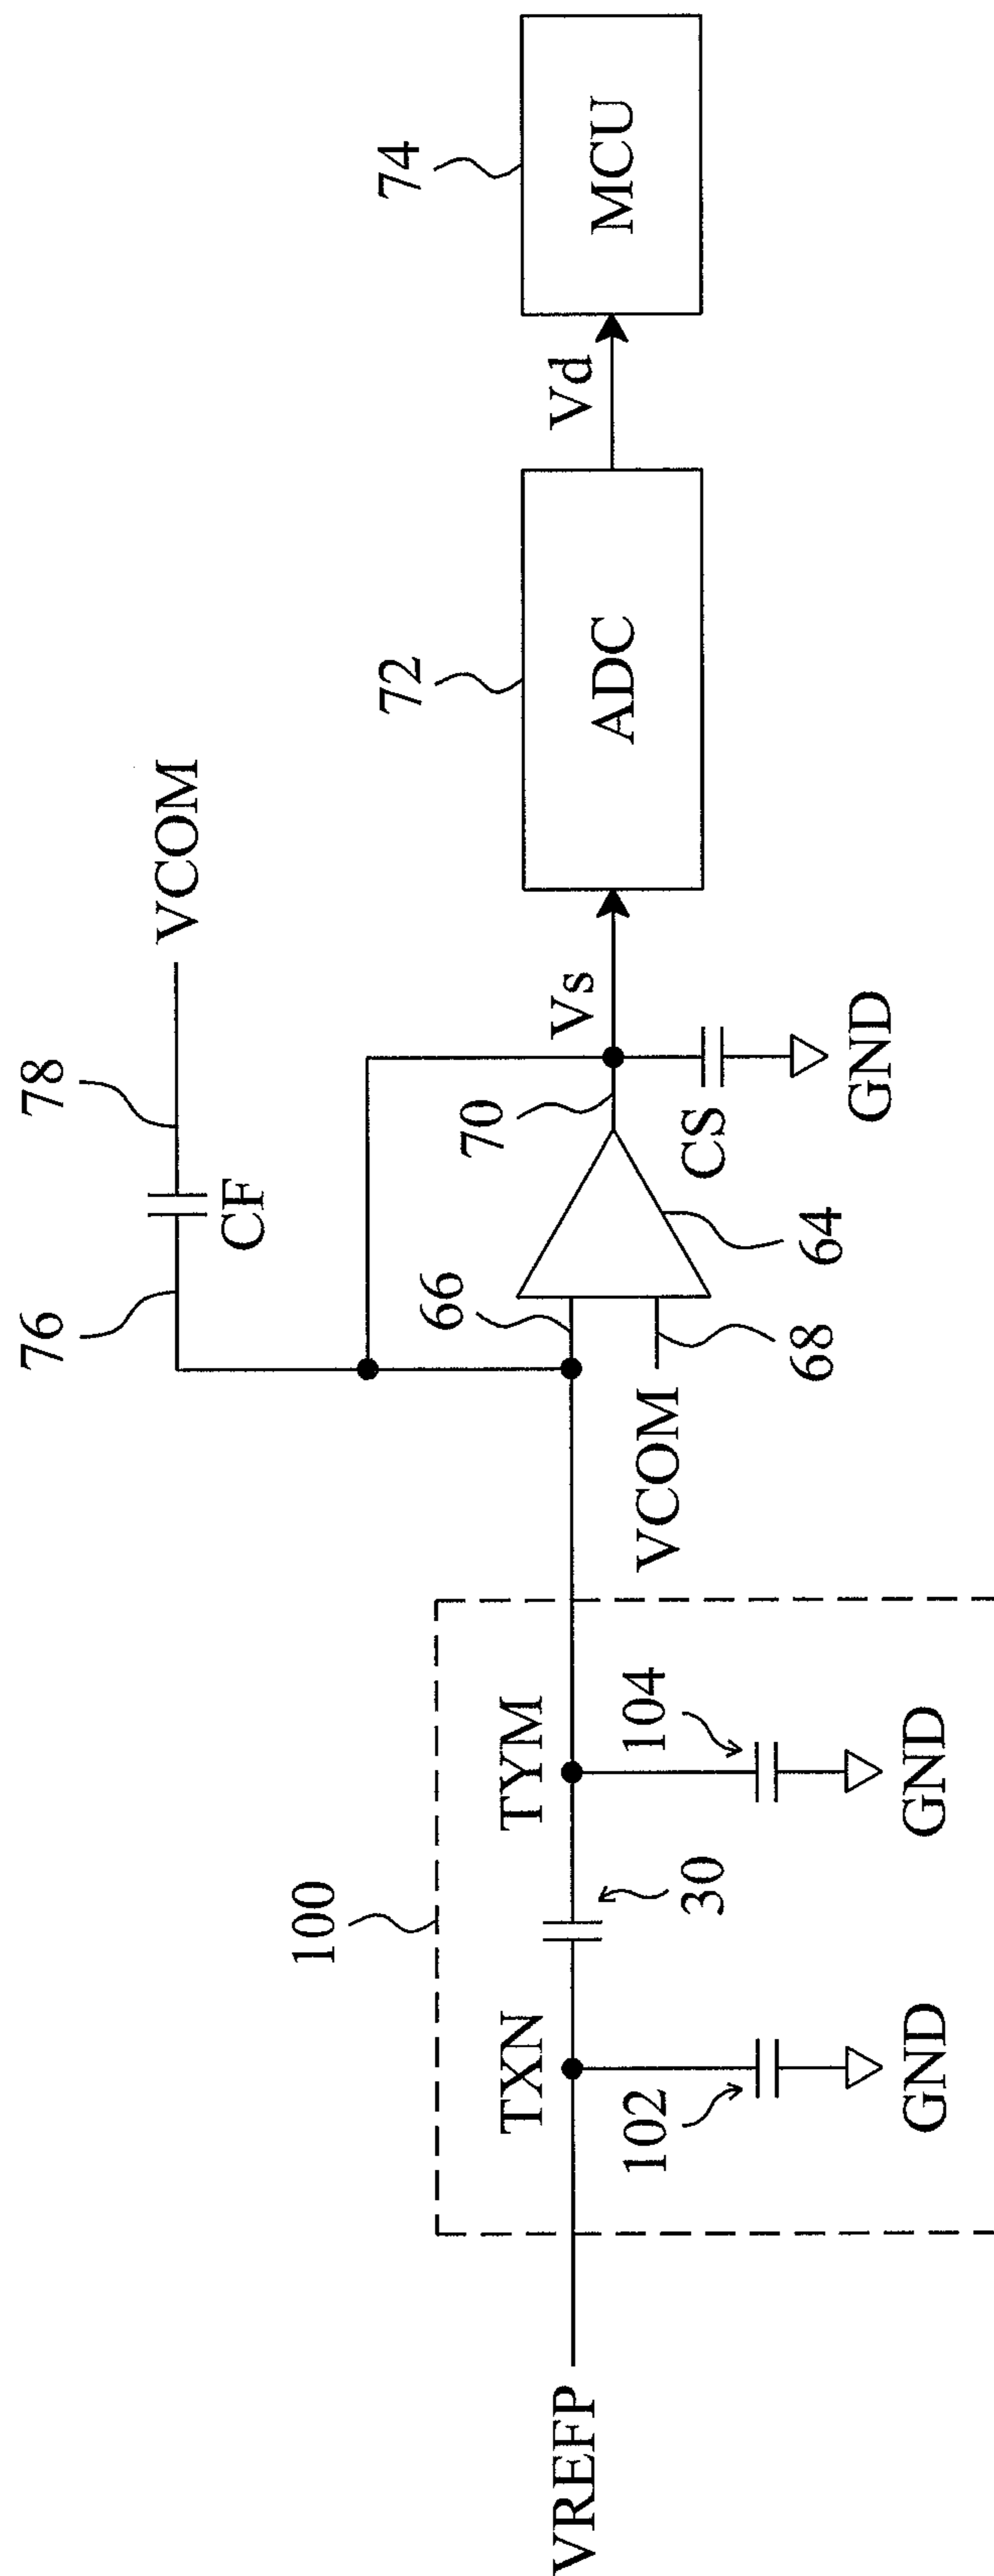 76
78
VCOM
CF
74
72
MCU
ADC
Vd
Vs
70
66
64
68
CS
GND
VCOM
100
TXN
TYM
VREFP
30
102
104
GND
GND